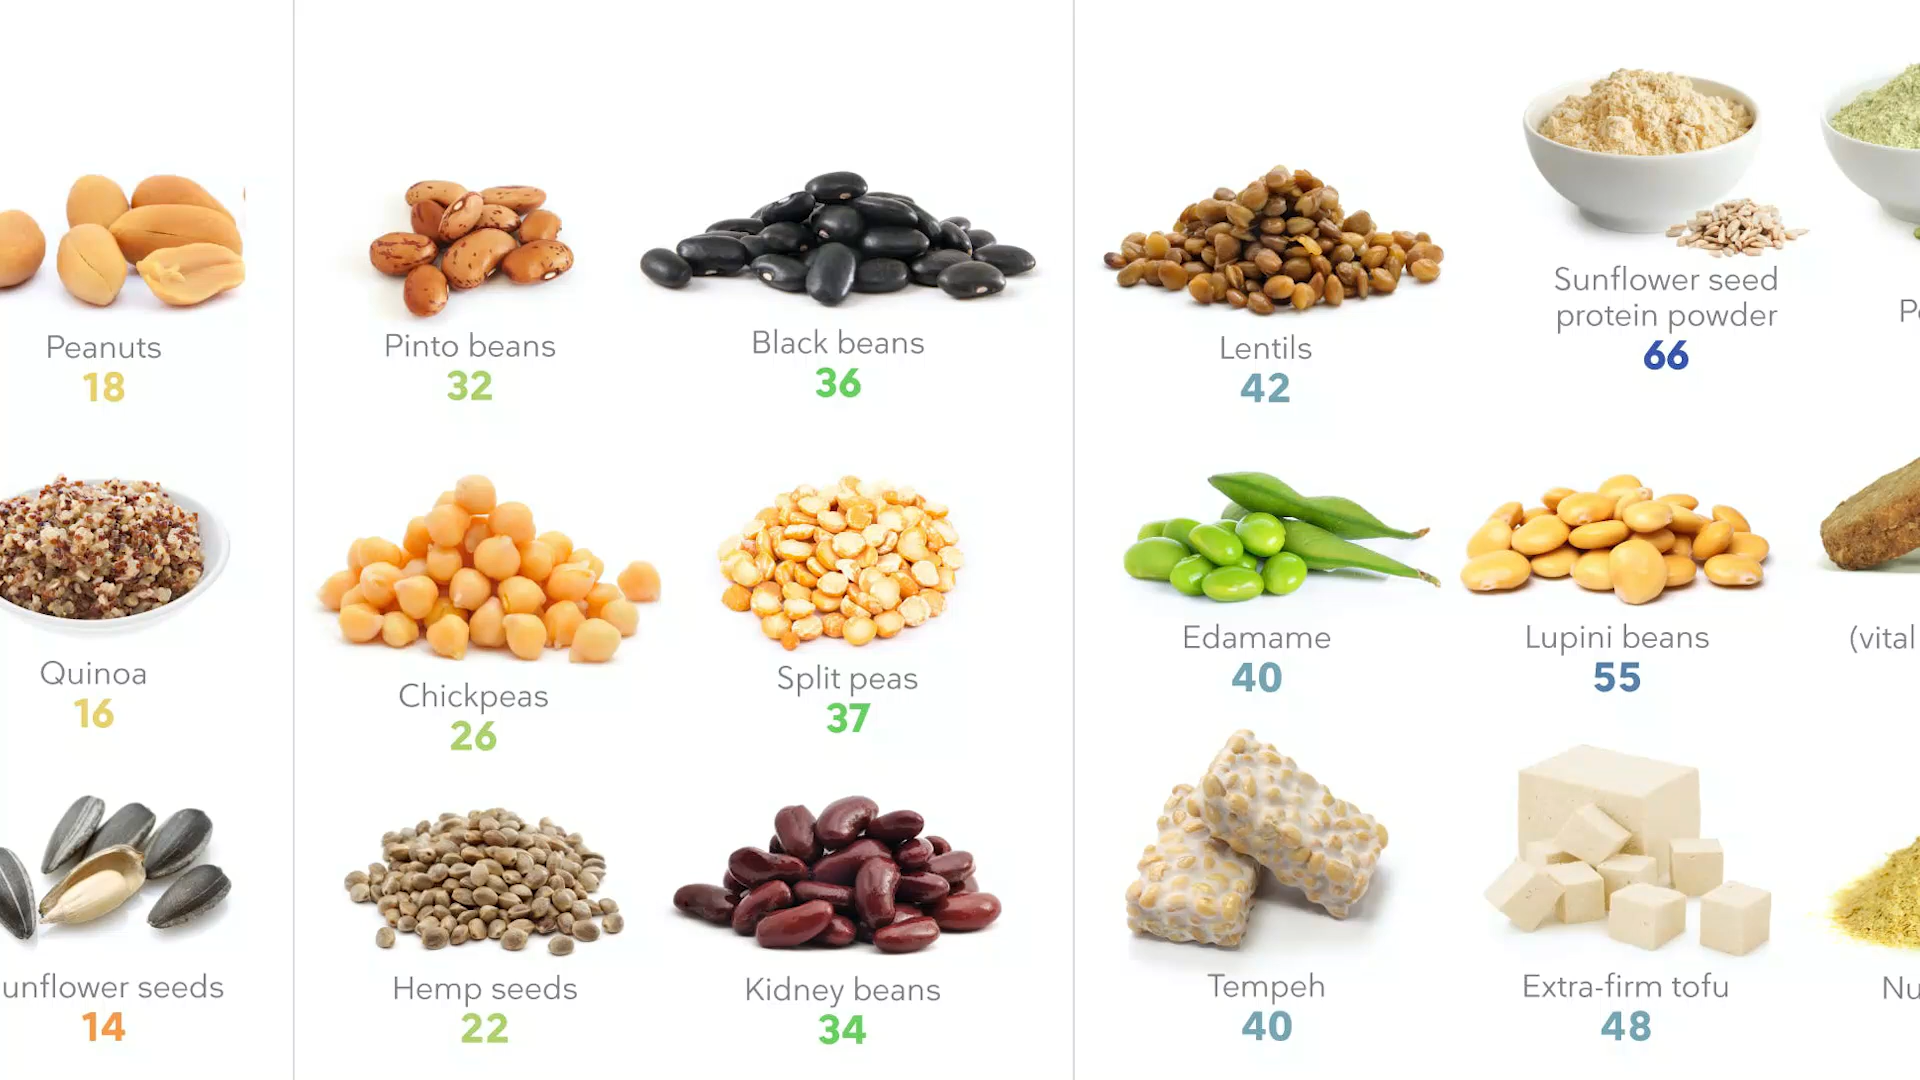 Peanuts
18
Pinto beans
32
Black beans
36
Lentils
42
Sunflower seed
protein powder
66
Quinoa
16
Chickpeas
26
Split peas
37
Edamame
40
Lupini beans
55
(vital
unflower seeds
14
Hemp seeds
22
Kidney beans
34
Tempeh
40
Extra-firm tofu
48
Nu